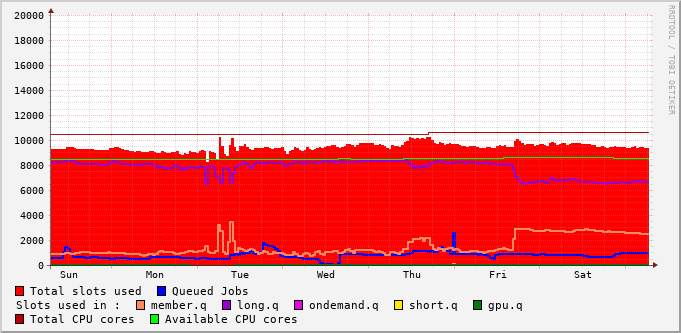 20000
18000
16000
14000
12000
10000
8000
6000
4000
2000
0
Sun Mon Tue Wed Thu Fri Sat
RRDTOOL / TOBI OETIKER
Total slots used Queued Jobs
Slots used in : member.q long.q ondemand.q short.q gpu.q
Total CPU cores Available CPU cores